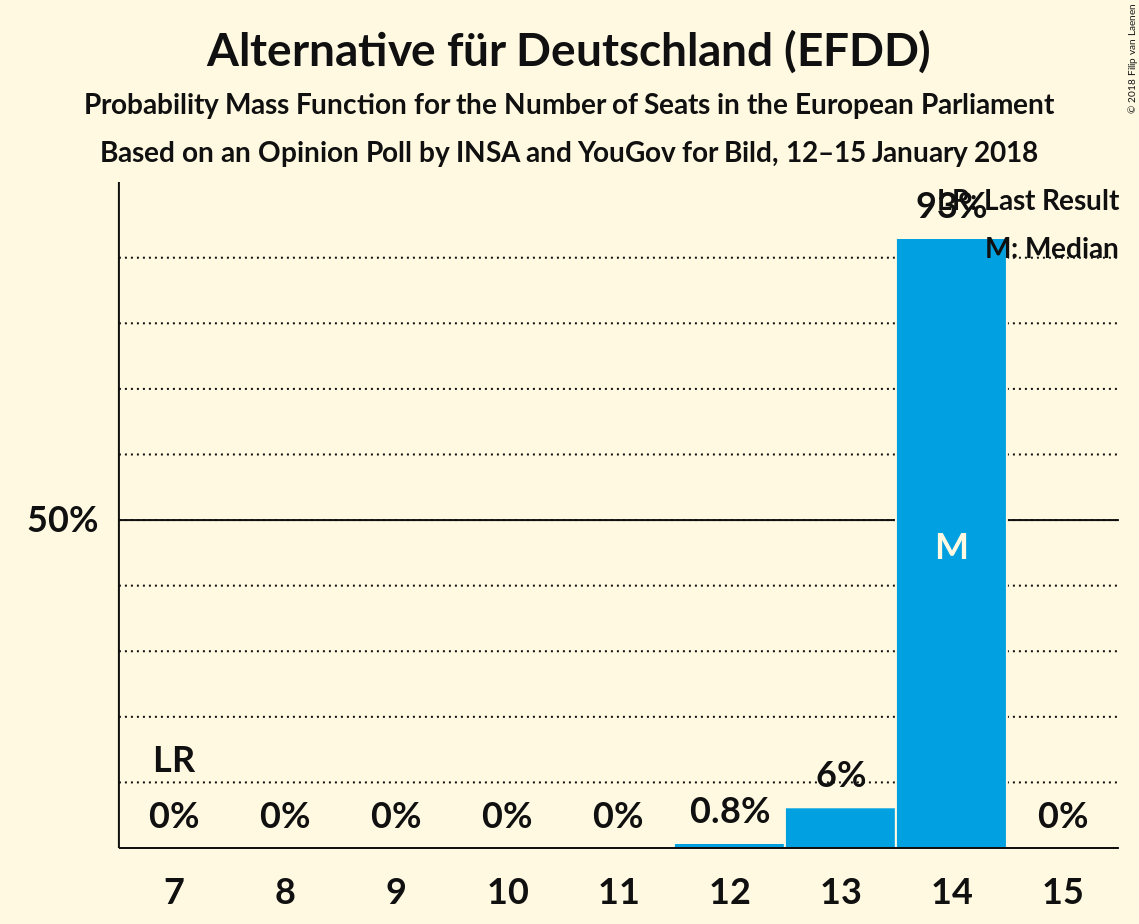 Alternative für Deutschland (EFDD)
Probability Mass Function for the Number of Seats in the European Parliament
Based on an Opinion Poll by INSA and YouGov for Bild, 12–15 January 2018
© 2018 Filip van Laenen
LR: Last Result
M: Median
93%
50%
M
LR
0% 0% 0% 0% 0% 0.8% 6% 0%
7 8 9 10 11 12 13 14 15